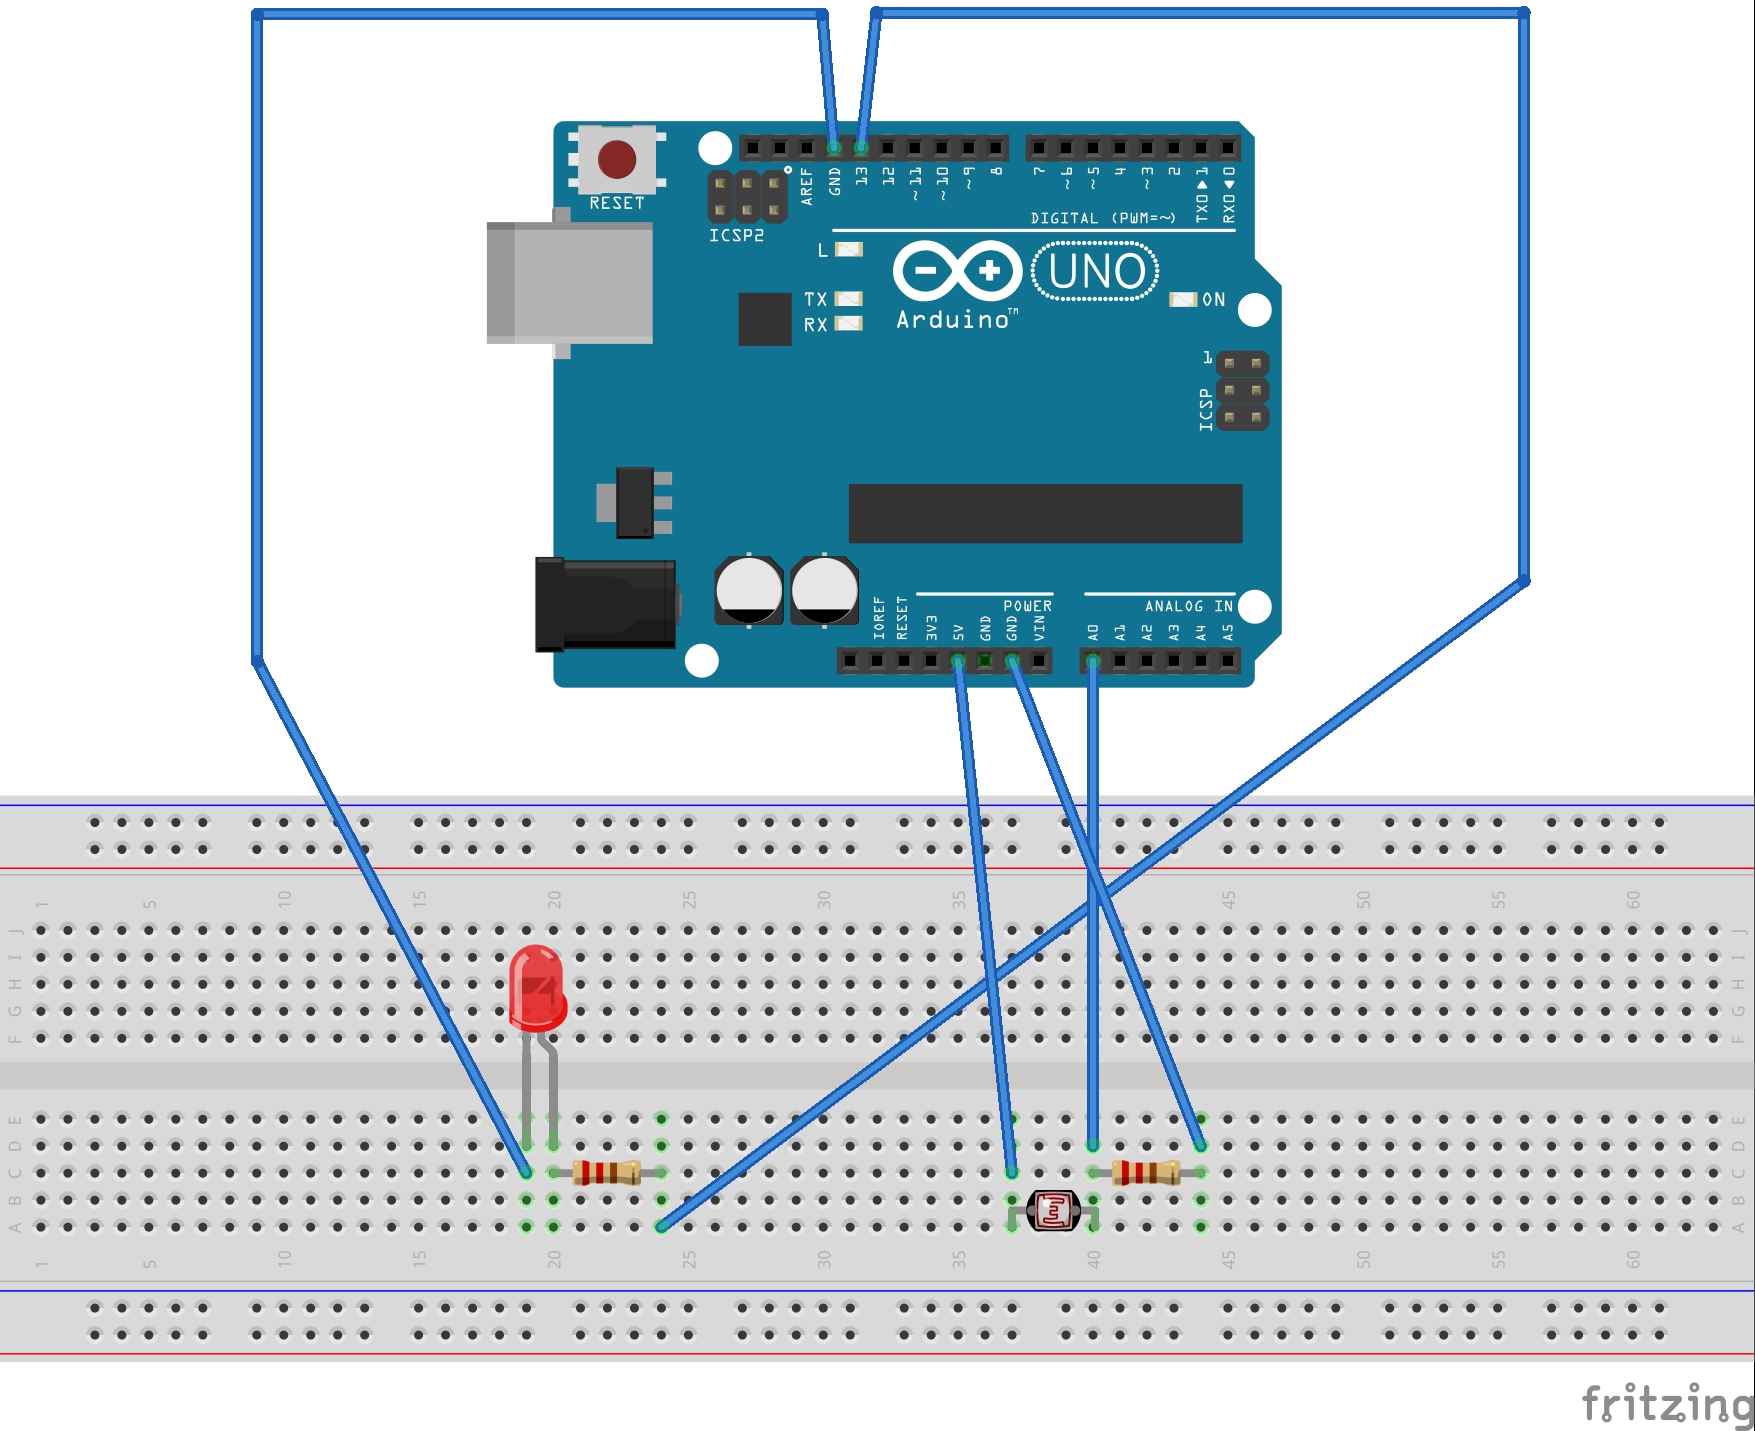 RESET
ICSP2
AREF
GND
13
12
~11
~10
~9
8
7
~6
~5
4
~3
2
TX0▶1
RX0◀0
DIGITAL (PWM=~)
L
TX
RX
UNO
Arduino™
ON
1
ICSP
IOREF
RESET
3V3
5V
GND
GND
VIN
POWER
ANALOG IN
A0
A1
A2
A3
A4
A5
1 5 10 15 20 25 30 35 40 45 50 55 60
J J
I I
H H
G G
F F
E E
D D
C C
B B
A A
1 5 10 15 20 25 30 35 40 45 50 55 60
fritzing